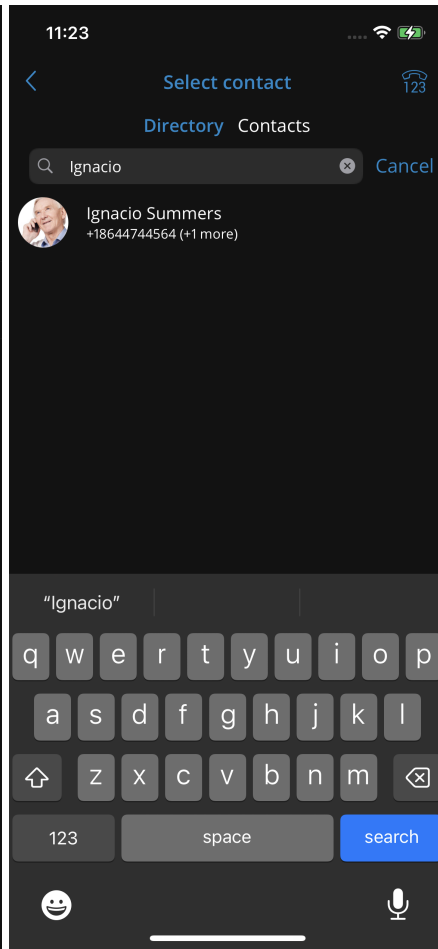 11:23
Select contact
123
Directory Contacts
Ignacio
Cancel
Ignacio Summers
+18644744564 (+1 more)
“Ignacio”
q w e r t y u i o p
a s d f g h j k l
z x c v b n m
123 space search